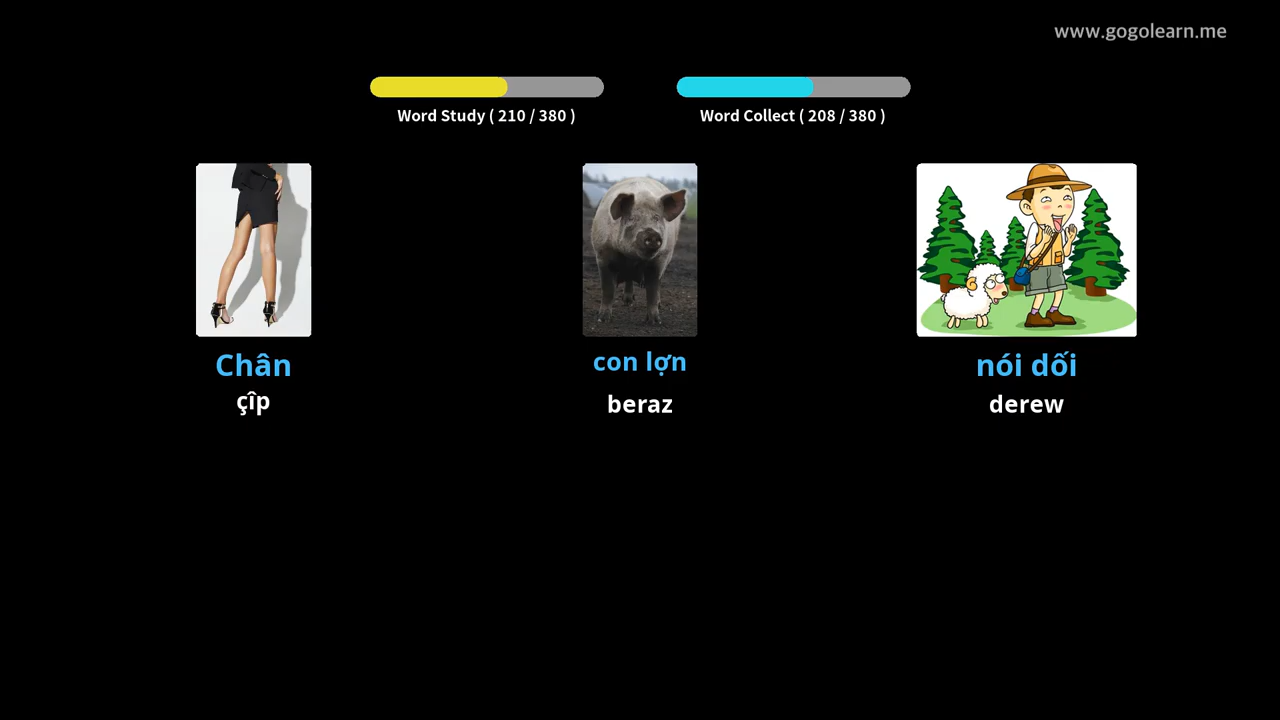 www.gogolearn.me
Word Study ( 210 / 380 )
Word Collect ( 208 / 380 )
Chân
çîp
con lợn
beraz
nói dối
derew